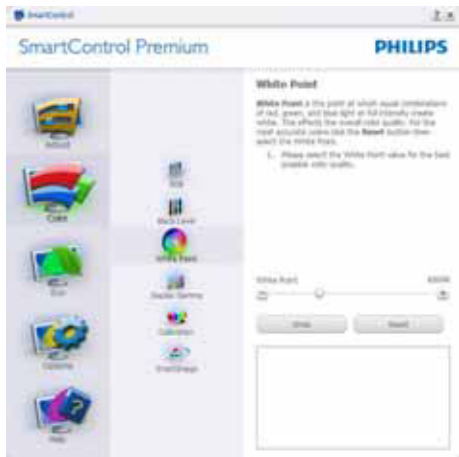 SmartControl
SmartControl Premium
PHILIPS
Adjust
Color
Eco
Options
Help
RGB
Black Level
White Point
Display Gamma
Calibration
SmartImage
White Point
White Point is the point at which equal combinations
of red, green, and blue light at full intensity create
white. This affects the overall color quality. For the
most accurate colors click the Reset button then
select the White Point.
1. Please select the White Point value for the best
possible color quality.
White Point
6500K
Undo
Reset